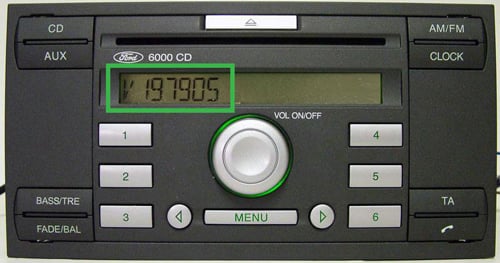 CD
AM/FM
AUX
CLOCK
Ford 6000 CD
V197905
VOL ON/OFF
1
4
2
5
BASS/TRE
TA
3
MENU
6
FADE/BAL